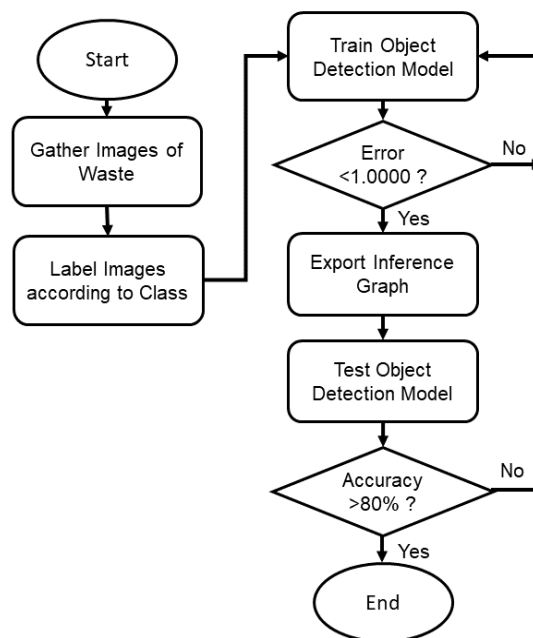 Start
Gather Images of
Waste
Label Images
according to Class
Train Object
Detection Model
Error
<1.0000 ?
No
Yes
Export Inference
Graph
Test Object
Detection Model
Accuracy
>80% ?
No
Yes
End